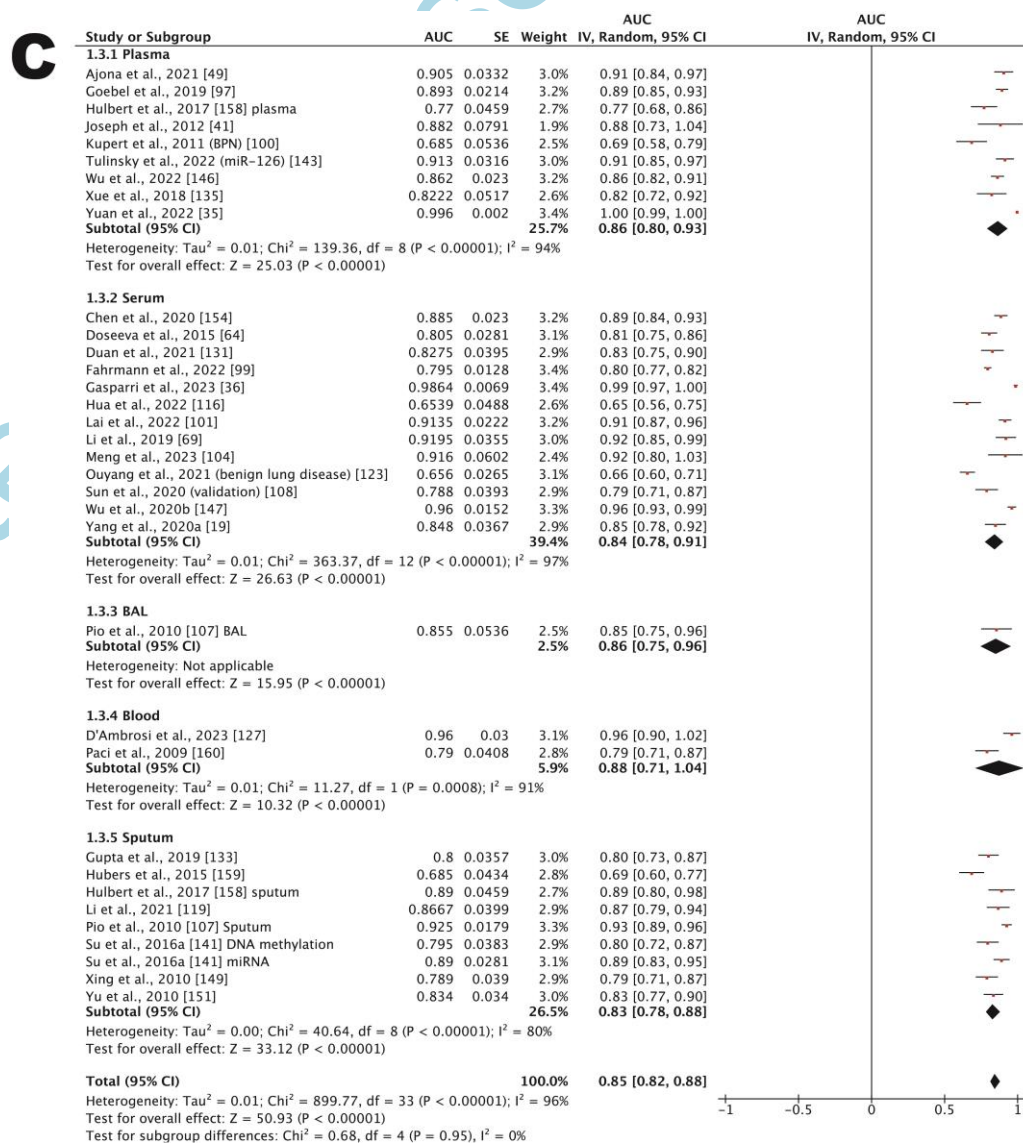 C
AUC AUC
Study or Subgroup AUC SE Weight IV, Random, 95% CI IV, Random, 95% CI
1.3.1 Plasma
Ajona et al., 2021 [49] 0.905 0.0332 3.0% 0.91 [0.84, 0.97]
Goebel et al., 2019 [97] 0.893 0.0214 3.2% 0.89 [0.85, 0.93]
Hulbert et al., 2017 [158] plasma 0.77 0.0459 2.7% 0.77 [0.68, 0.86]
Joseph et al., 2012 [41] 0.882 0.0791 1.9% 0.88 [0.73, 1.04]
Kupert et al., 2011 (BPN) [100] 0.685 0.0536 2.5% 0.69 [0.58, 0.79]
Tulinsky et al., 2022 (miR-126) [143] 0.913 0.0316 3.0% 0.91 [0.85, 0.97]
Wu et al., 2022 [146] 0.862 0.023 3.2% 0.86 [0.82, 0.91]
Xue et al., 2018 [135] 0.8222 0.0517 2.6% 0.82 [0.72, 0.92]
Yuan et al., 2022 [35] 0.996 0.002 3.4% 1.00 [0.99, 1.00]
Subtotal (95% CI) 25.7% 0.86 [0.80, 0.93]
Heterogeneity: Tau² = 0.01; Chi² = 139.36, df = 8 (P < 0.00001); I² = 94%
Test for overall effect: Z = 25.03 (P < 0.00001)
1.3.2 Serum
Chen et al., 2020 [154] 0.885 0.023 3.2% 0.89 [0.84, 0.93]
Doseeva et al., 2015 [64] 0.805 0.0281 3.1% 0.81 [0.75, 0.86]
Duan et al., 2021 [131] 0.8275 0.0395 2.9% 0.83 [0.75, 0.90]
Fahrmann et al., 2022 [99] 0.795 0.0128 3.4% 0.80 [0.77, 0.82]
Gasparri et al., 2023 [36] 0.9864 0.0069 3.4% 0.99 [0.97, 1.00]
Hua et al., 2022 [116] 0.6539 0.0488 2.6% 0.65 [0.56, 0.75]
Lai et al., 2022 [101] 0.9135 0.0222 3.2% 0.91 [0.87, 0.96]
Li et al., 2019 [69] 0.9195 0.0355 3.0% 0.92 [0.85, 0.99]
Meng et al., 2023 [104] 0.916 0.0602 2.4% 0.92 [0.80, 1.03]
Ouyang et al., 2021 (benign lung disease) [123] 0.656 0.0265 3.1% 0.66 [0.60, 0.71]
Sun et al., 2020 (validation) [108] 0.788 0.0393 2.9% 0.79 [0.71, 0.87]
Wu et al., 2020b [147] 0.96 0.0152 3.3% 0.96 [0.93, 0.99]
Yang et al., 2020a [19] 0.848 0.0367 2.9% 0.85 [0.78, 0.92]
Subtotal (95% CI) 39.4% 0.84 [0.78, 0.91]
Heterogeneity: Tau² = 0.01; Chi² = 363.37, df = 12 (P < 0.00001); I² = 97%
Test for overall effect: Z = 26.63 (P < 0.00001)
1.3.3 BAL
Pio et al., 2010 [107] BAL 0.855 0.0536 2.5% 0.85 [0.75, 0.96]
Subtotal (95% CI) 2.5% 0.86 [0.75, 0.96]
Heterogeneity: Not applicable
Test for overall effect: Z = 15.95 (P < 0.00001)
1.3.4 Blood
D'Ambrosi et al., 2023 [127] 0.96 0.03 3.1% 0.96 [0.90, 1.02]
Paci et al., 2009 [160] 0.79 0.0408 2.8% 0.79 [0.71, 0.87]
Subtotal (95% CI) 5.9% 0.88 [0.71, 1.04]
Heterogeneity: Tau² = 0.01; Chi² = 11.27, df = 1 (P = 0.0008); I² = 91%
Test for overall effect: Z = 10.32 (P < 0.00001)
1.3.5 Sputum
Gupta et al., 2019 [133] 0.8 0.0357 3.0% 0.80 [0.73, 0.87]
Hubers et al., 2015 [159] 0.685 0.0434 2.8% 0.69 [0.60, 0.77]
Hulbert et al., 2017 [158] sputum 0.89 0.0459 2.7% 0.89 [0.80, 0.98]
Li et al., 2021 [119] 0.8667 0.0399 2.9% 0.87 [0.79, 0.94]
Pio et al., 2010 [107] Sputum 0.925 0.0179 3.3% 0.93 [0.89, 0.96]
Su et al., 2016a [141] DNA methylation 0.795 0.0383 2.9% 0.80 [0.72, 0.87]
Su et al., 2016a [141] miRNA 0.89 0.0281 3.1% 0.89 [0.83, 0.95]
Xing et al., 2010 [149] 0.789 0.039 2.9% 0.79 [0.71, 0.87]
Yu et al., 2010 [151] 0.834 0.034 3.0% 0.83 [0.77, 0.90]
Subtotal (95% CI) 26.5% 0.83 [0.78, 0.88]
Heterogeneity: Tau² = 0.00; Chi² = 40.64, df = 8 (P < 0.00001); I² = 80%
Test for overall effect: Z = 33.12 (P < 0.00001)
Total (95% CI) 100.0% 0.85 [0.82, 0.88]
Heterogeneity: Tau² = 0.01; Chi² = 899.77, df = 33 (P < 0.00001); I² = 96%
Test for overall effect: Z = 50.93 (P < 0.00001)
Test for subgroup differences: Chi² = 0.68, df = 4 (P = 0.95), I² = 0%
-1 -0.5 0 0.5 1